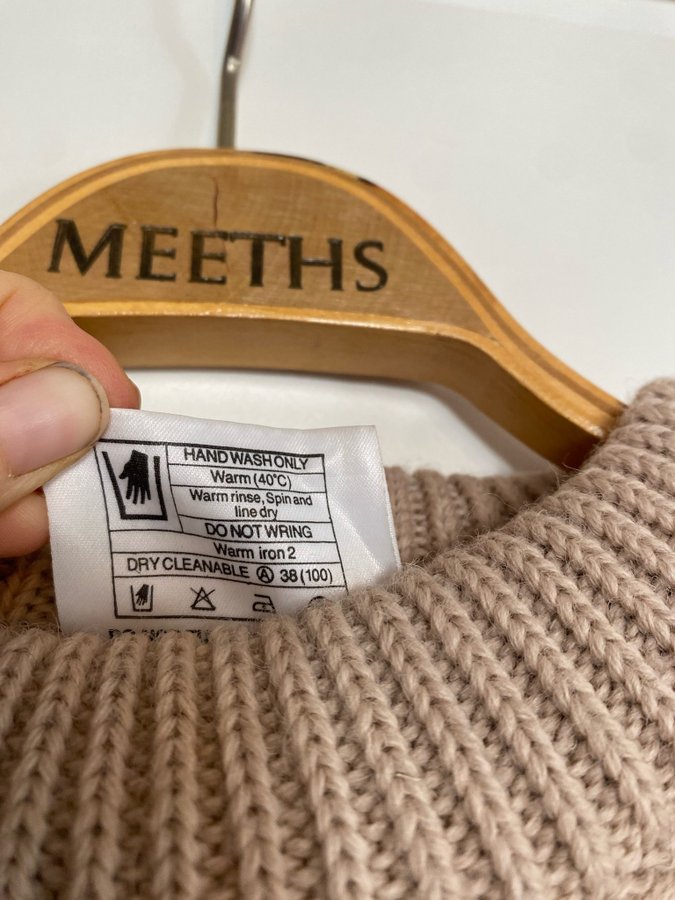 MEETHS
HAND WASH ONLY
Warm (40°C)
Warm rinse, Spin and
line dry
DO NOT WRING
Warm iron 2
DRY CLEANABLE Ⓐ 38 (100)